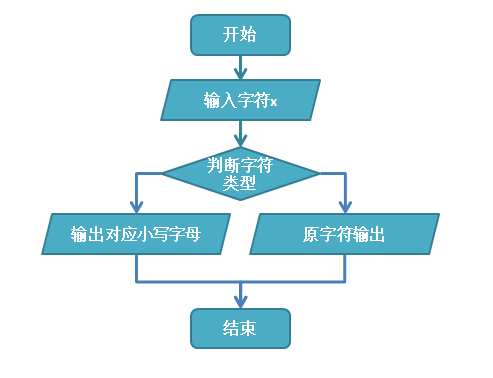 开始
输入字符x
判断字符
类型
输出对应小写字母
原字符输出
结束